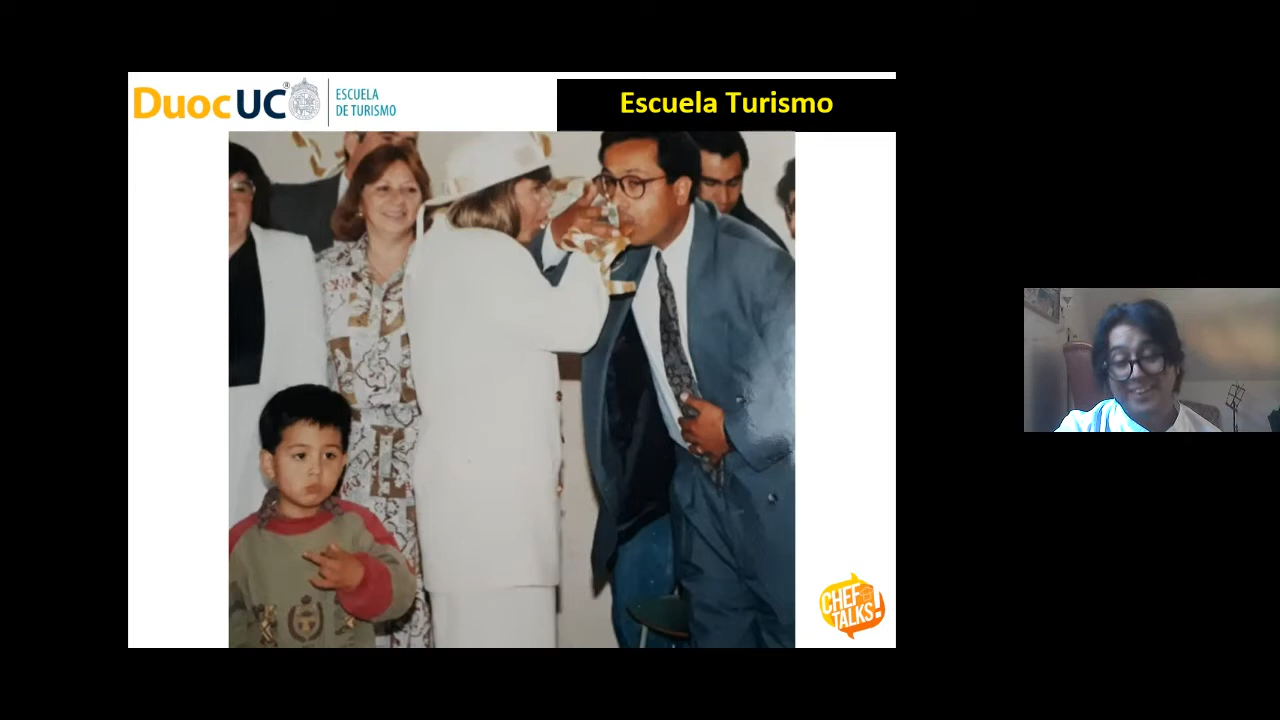 Duoc UC®
ESCUELA
DE TURISMO
Escuela Turismo
CHEF
TALKS!